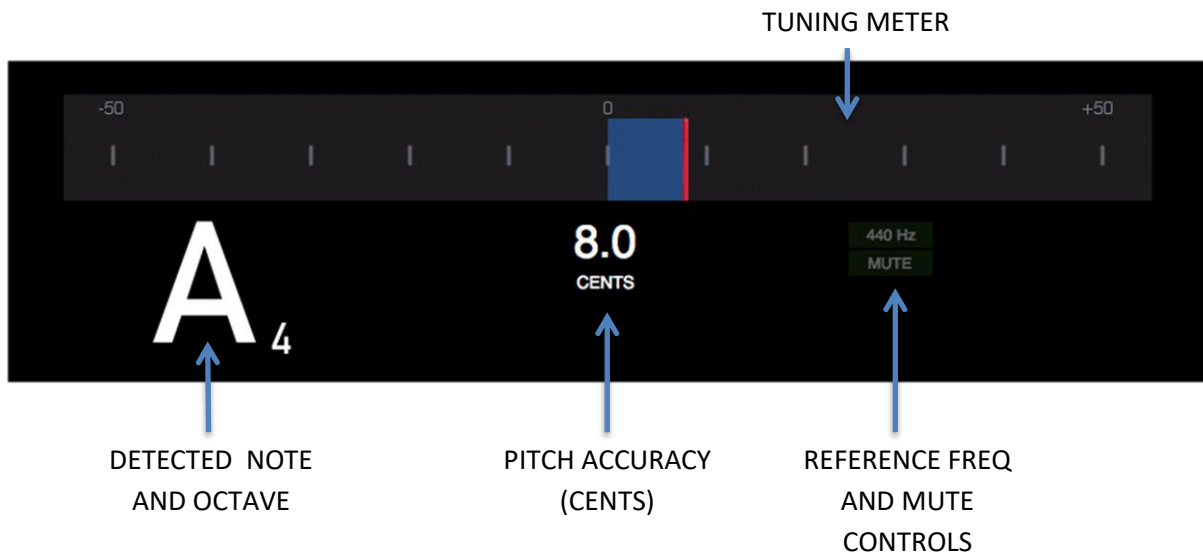 TUNING METER
-50 0 +50
8.0
CENTS
440 Hz
MUTE
A 4
DETECTED NOTE
AND OCTAVE
PITCH ACCURACY
(CENTS)
REFERENCE FREQ
AND MUTE
CONTROLS